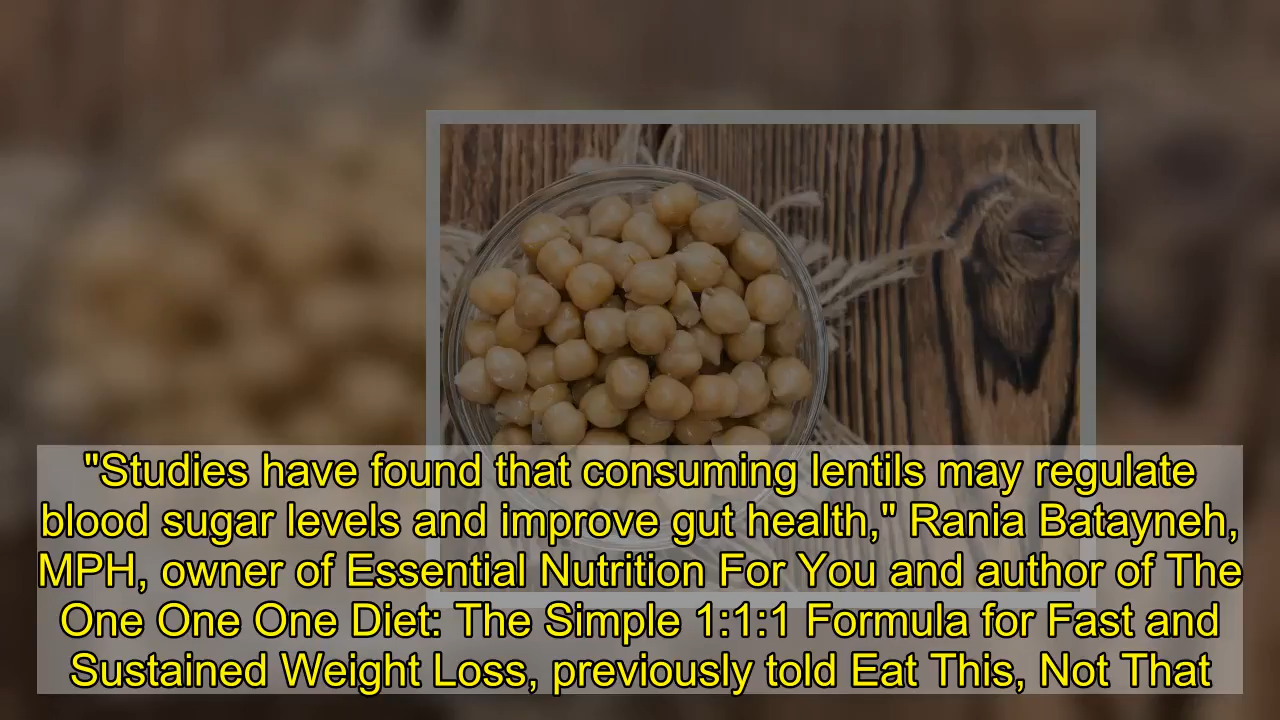 "Studies have found that consuming lentils may regulate
blood sugar levels and improve gut health," Rania Batayneh,
MPH, owner of Essential Nutrition For You and author of The
One One One Diet: The Simple 1:1:1 Formula for Fast and
Sustained Weight Loss, previously told Eat This, Not That